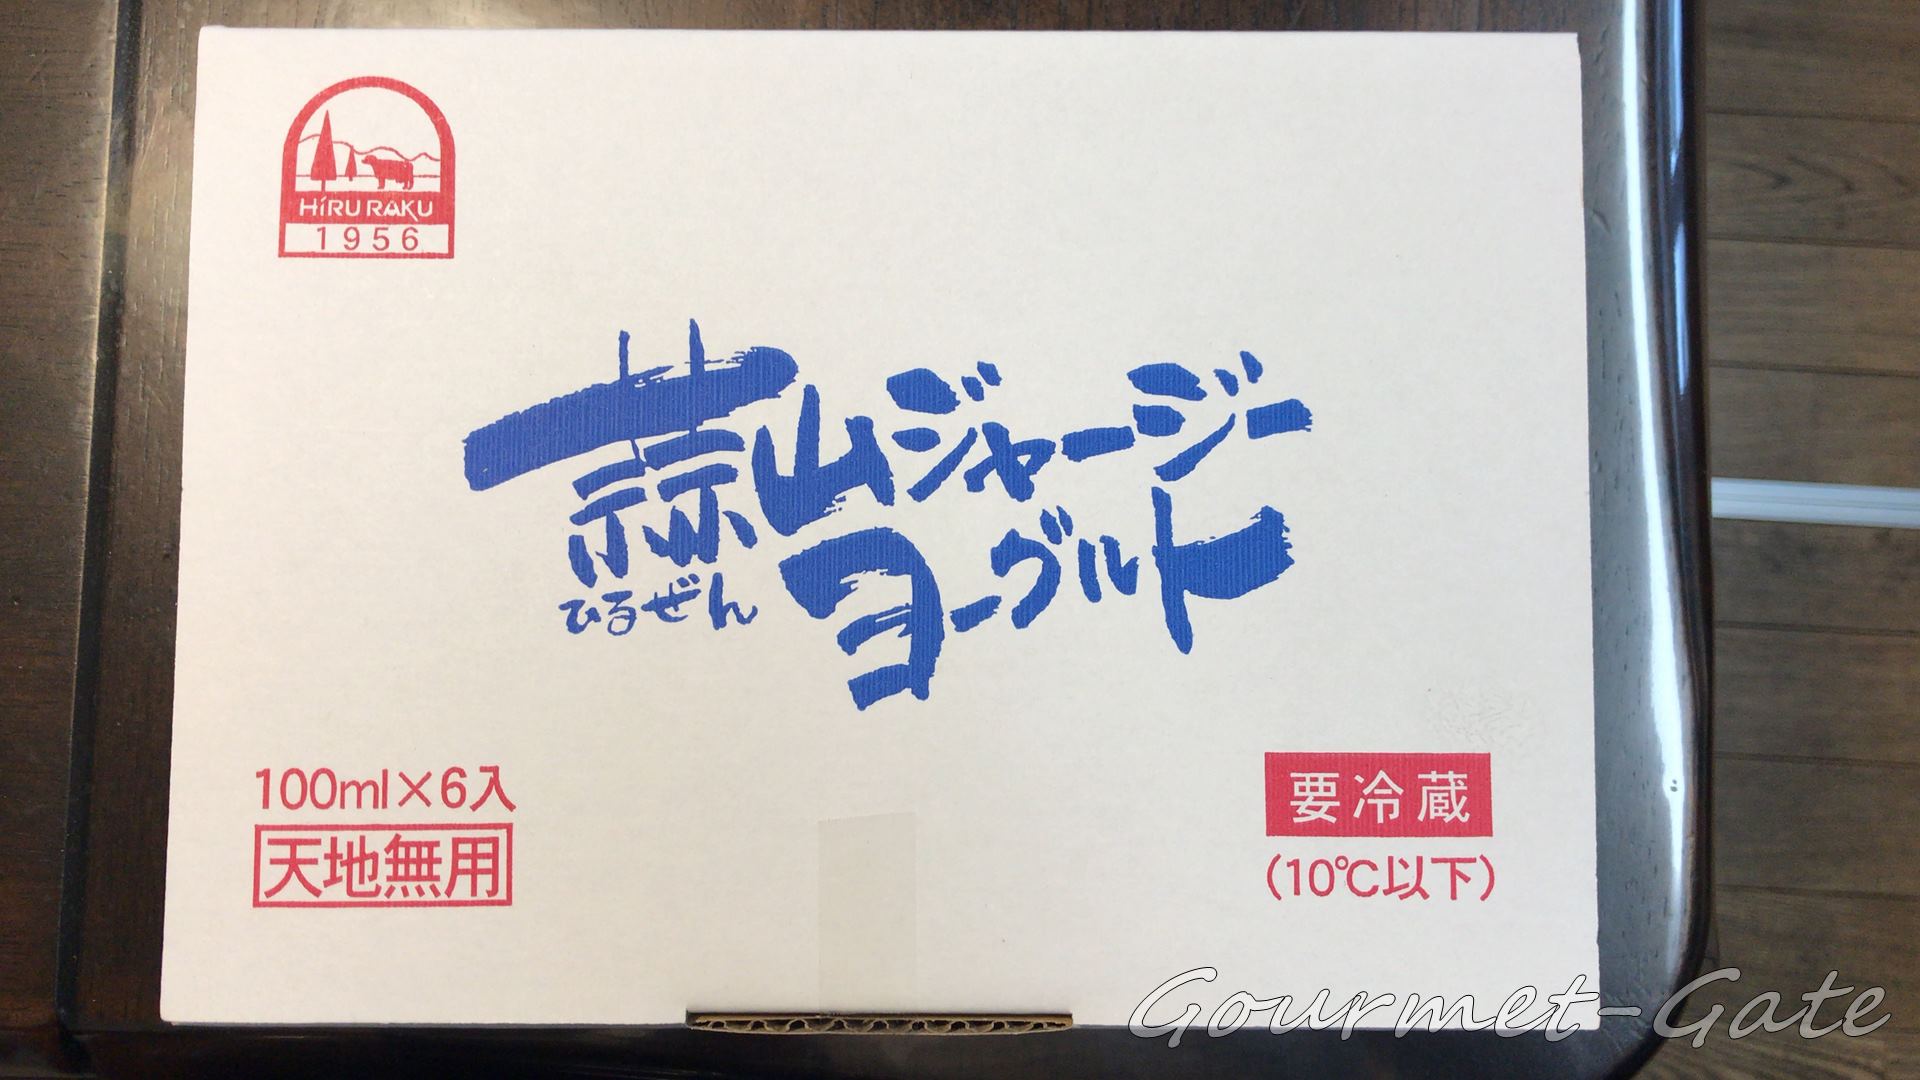 HiRU RAKU
1956
蒜山ジャージー
ひるぜん
ヨーグルト
100ml×6入
天地無用
要冷蔵
(10℃以下)
Gourmet-Gate